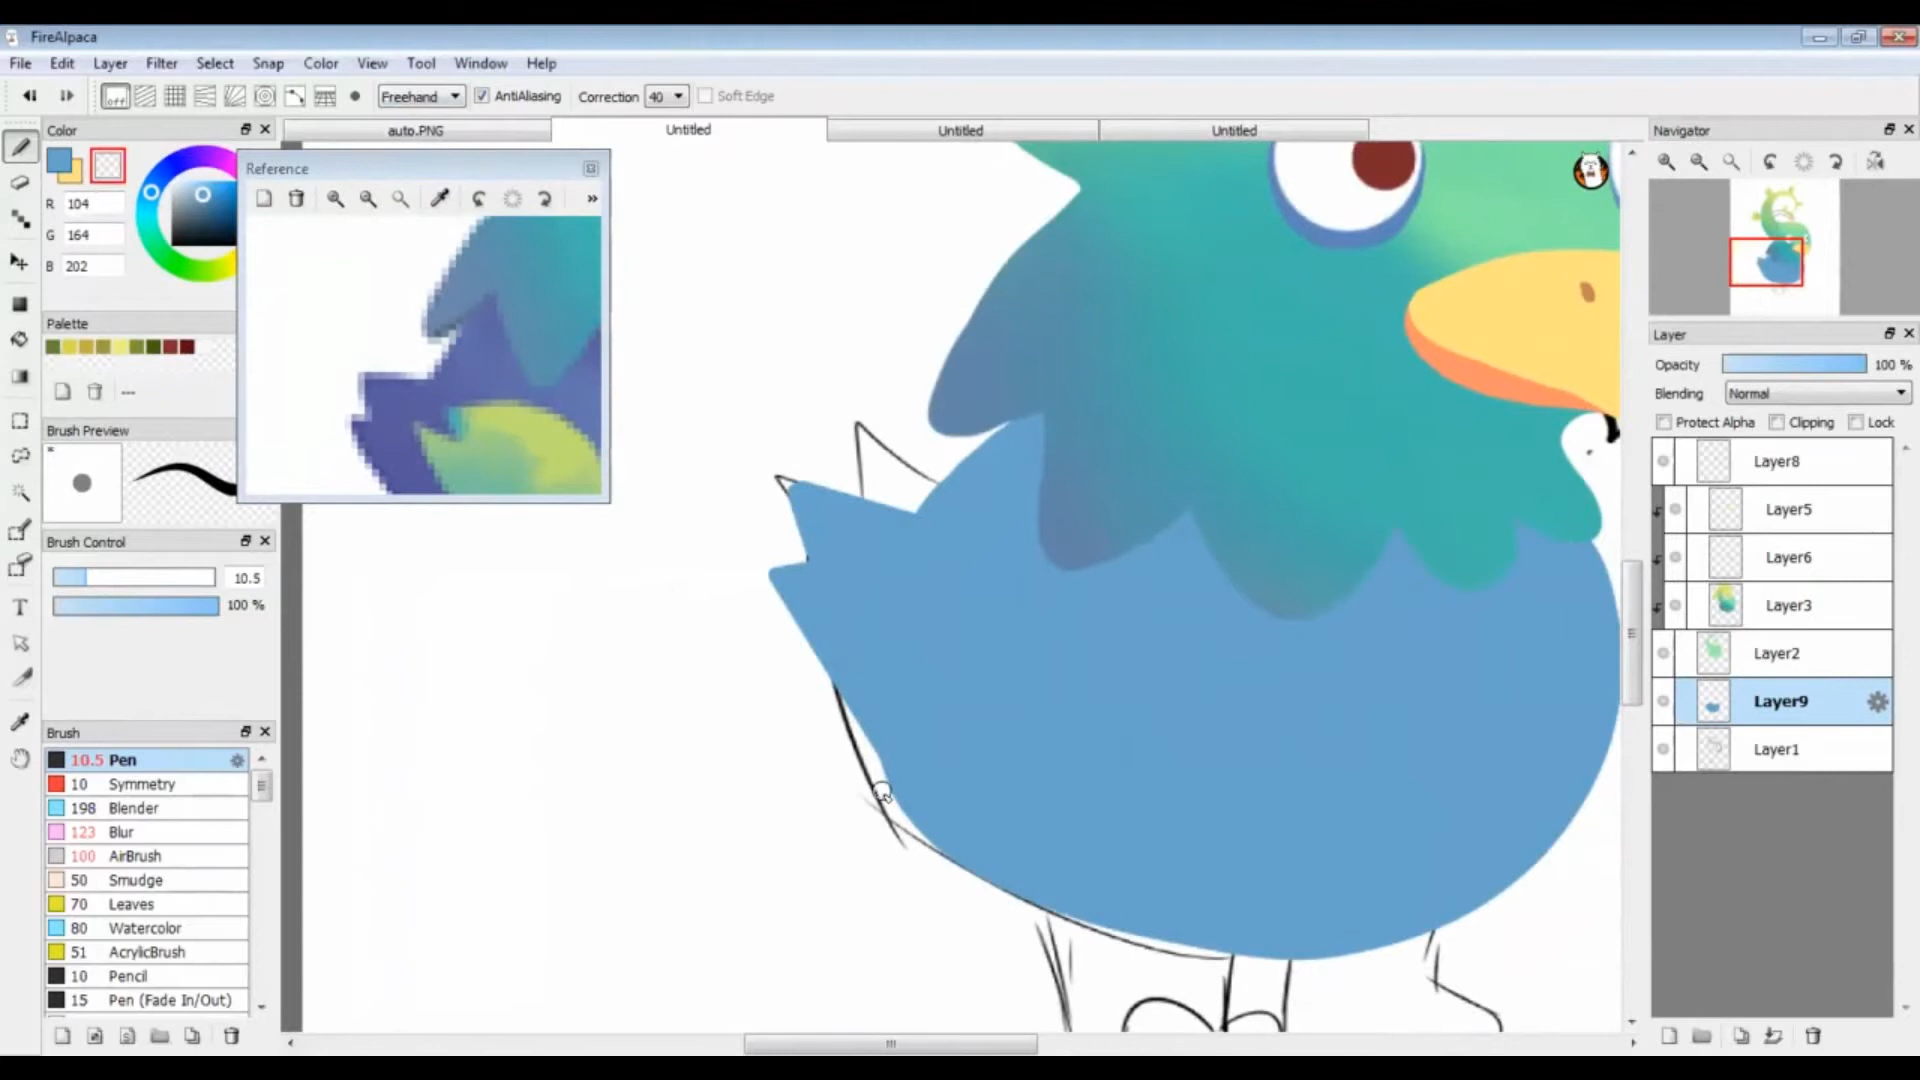 FireAlpaca
File Edit Layer Filter Select Snap Color View Tool Window Help
off Freehand AntiAliasing Correction 40 Soft Edge
Color
auto.PNG Untitled Untitled Untitled
Navigator
Reference
R 104
G 164
B 202
»
Palette
---
Brush Preview
Brush Control
10.5
100 %
Brush
10.5 Pen
10 Symmetry
198 Blender
123 Blur
100 AirBrush
50 Smudge
70 Leaves
80 Watercolor
51 AcrylicBrush
10 Pencil
15 Pen (Fade In/Out)
Layer
Opacity 100 %
Blending Normal
Protect Alpha Clipping Lock
Layer8
Layer5
Layer6
Layer3
Layer2
Layer9
Layer1